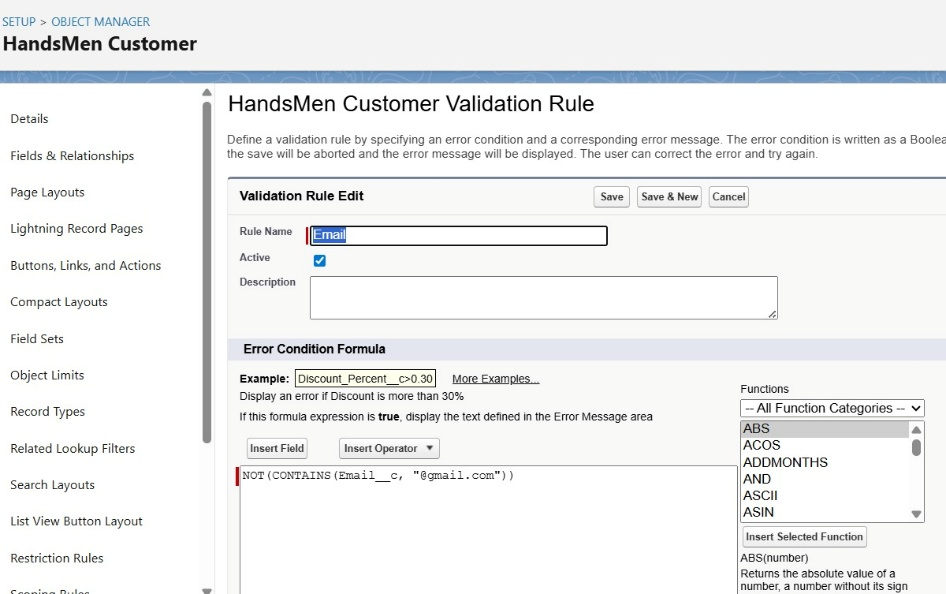 SETUP > OBJECT MANAGER
HandsMen Customer
Details
Fields & Relationships
Page Layouts
Lightning Record Pages
Buttons, Links, and Actions
Compact Layouts
Field Sets
Object Limits
Record Types
Related Lookup Filters
Search Layouts
List View Button Layout
Restriction Rules
Scoping Rules
HandsMen Customer Validation Rule
Define a validation rule by specifying an error condition and a corresponding error message. The error condition is written as a Boolea
the save will be aborted and the error message will be displayed. The user can correct the error and try again.
Validation Rule Edit
Save
Save & New
Cancel
Rule Name
Email
Active
Description
Error Condition Formula
Example: Discount_Percent__c>0.30 More Examples...
Display an error if Discount is more than 30%
If this formula expression is true, display the text defined in the Error Message area
Insert Field
Insert Operator
NOT(CONTAINS(Email__c, "@gmail.com"))
Functions
-- All Function Categories --
ABS
ACOS
ADDMONTHS
AND
ASCII
ASIN
Insert Selected Function
ABS(number)
Returns the absolute value of a
number, a number without its sign